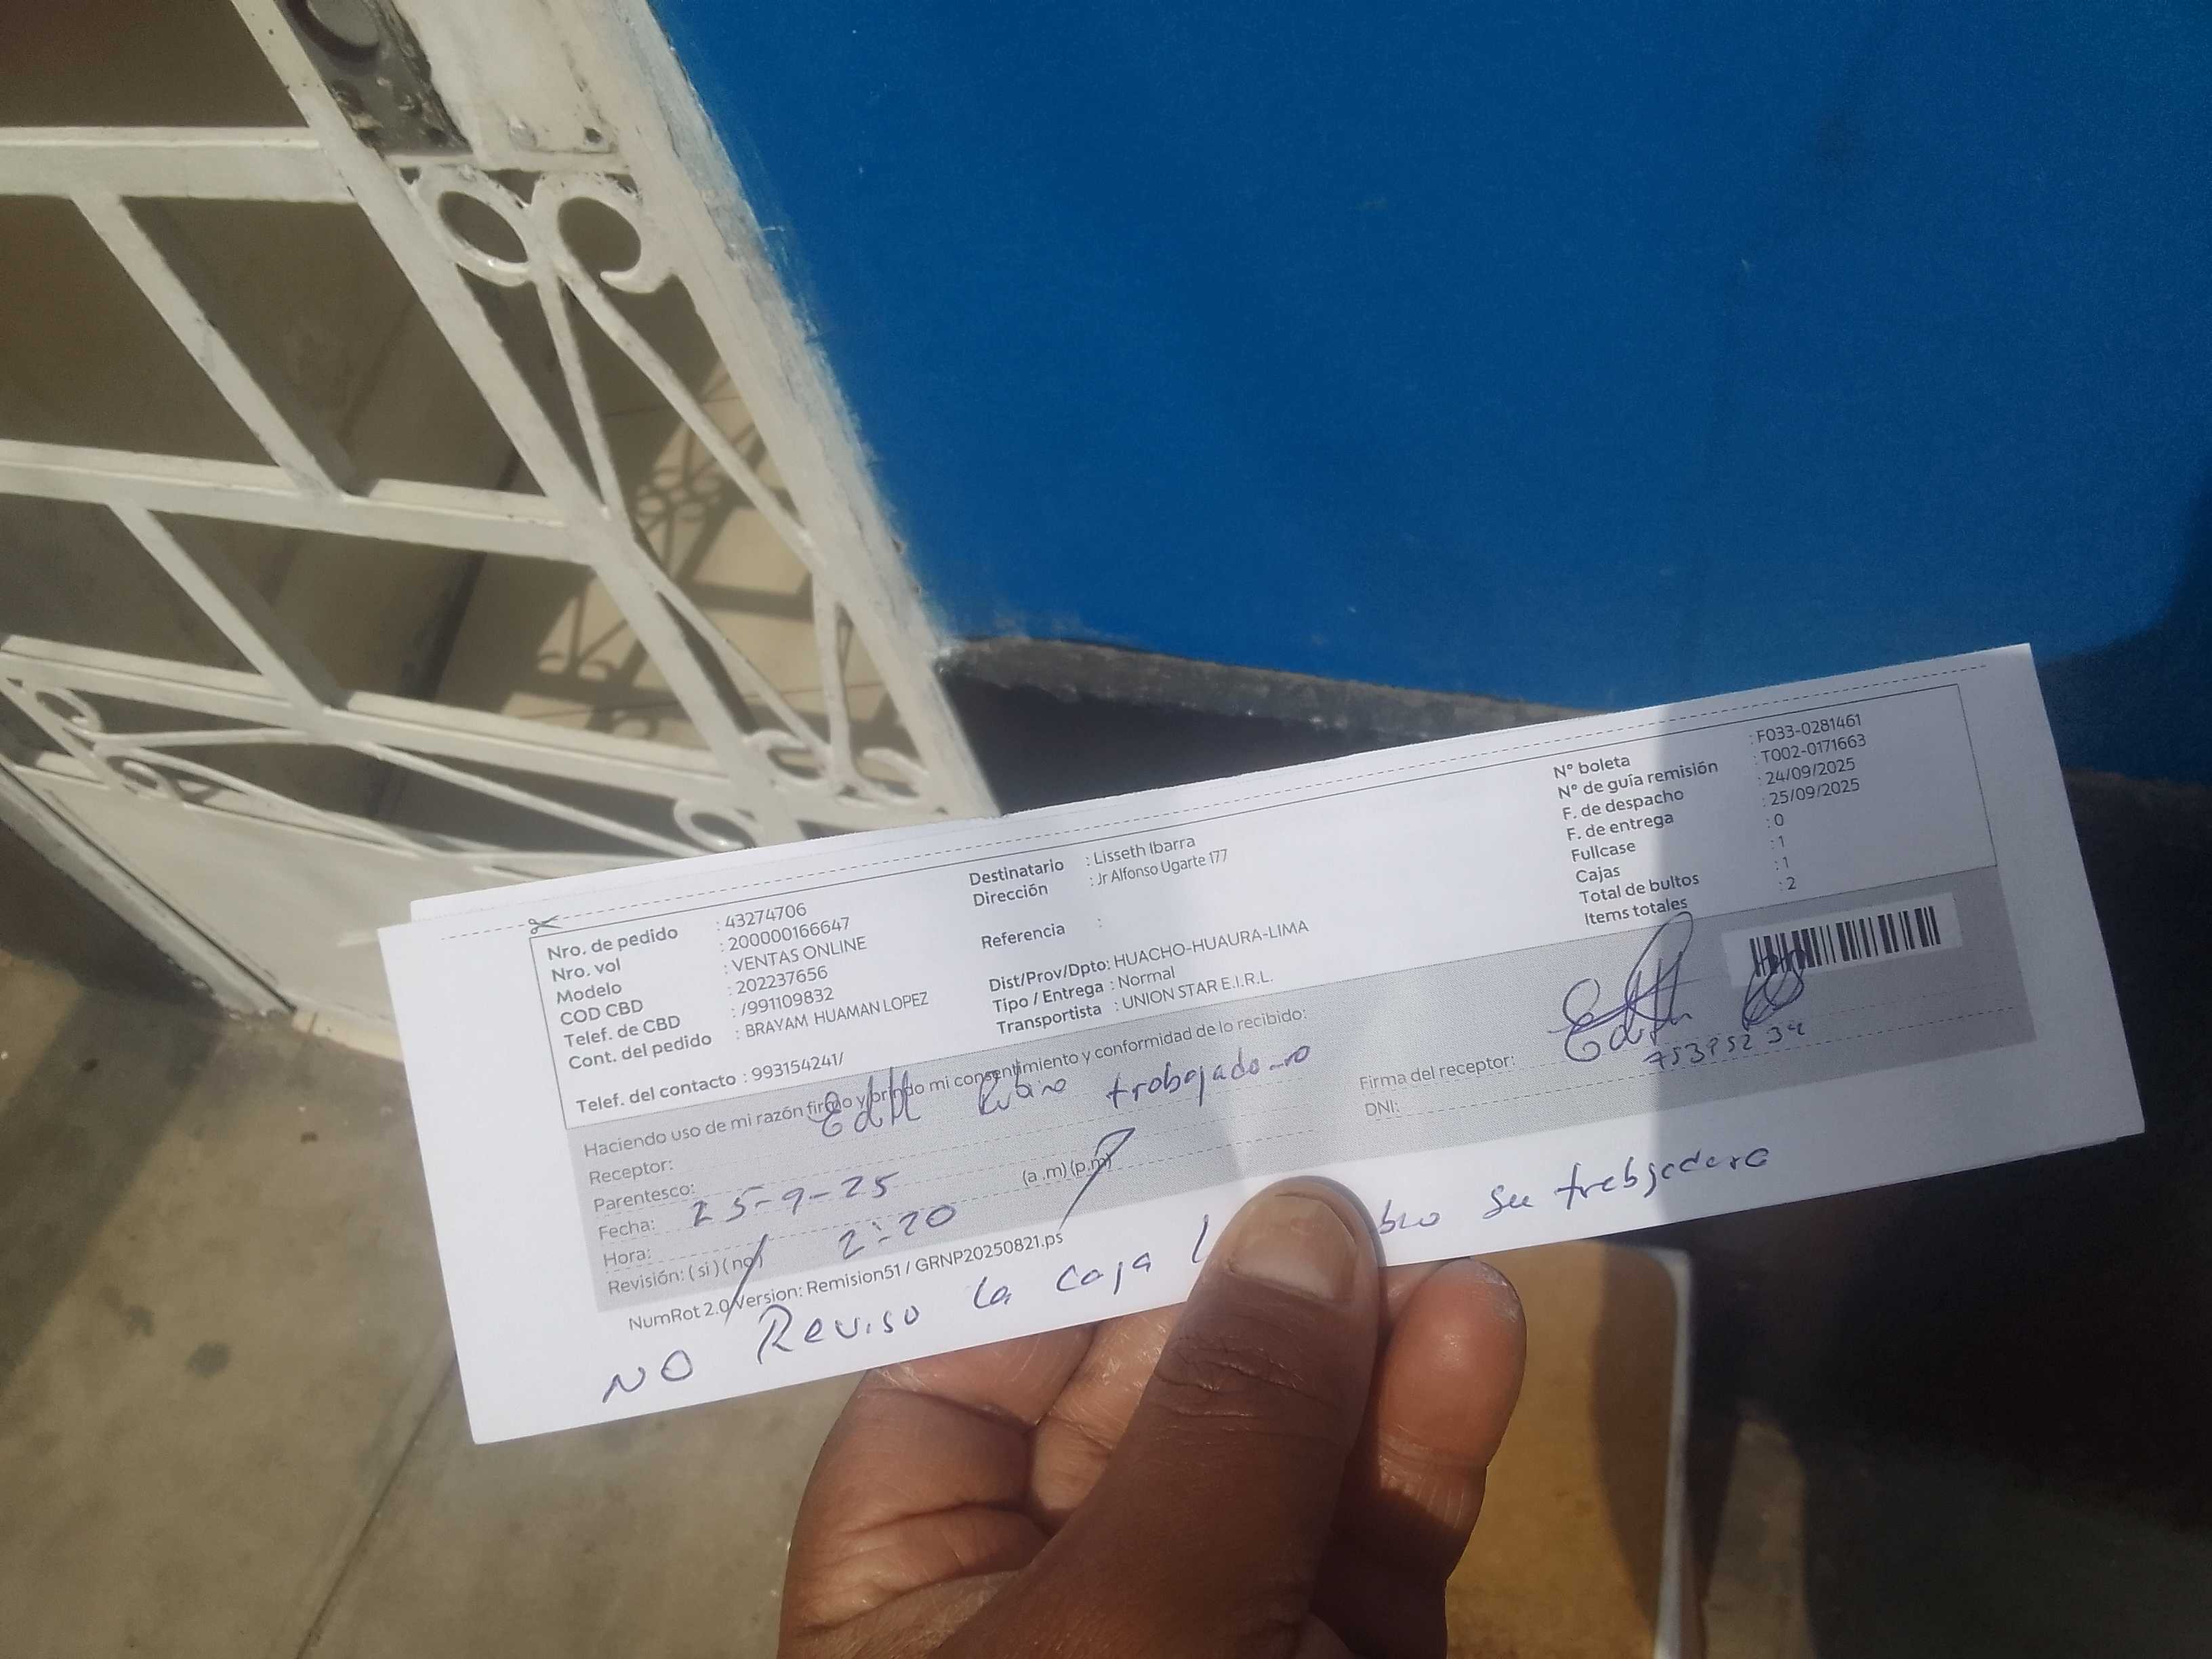 Nro. de pedido : 43274706
Nro. vol : 200000166647
Modelo : VENTAS ONLINE
COD CBD : 202237656
Telef. de CBD : /991109832
Cont. del pedido : BRAYAM HUAMAN LOPEZ
Telef. del contacto : 993154241/
Destinatario : Lisseth Ibarra
Dirección : Jr Alfonso Ugarte 177
Referencia :
Dist/Prov/Dpto: HUACHO-HUAURA-LIMA
Tipo / Entrega : Normal
Transportista : UNION STAR E.I.R.L.
N° boleta : F033-0281461
N° de guía remisión : T002-0171663
F. de despacho : 24/09/2025
F. de entrega : 25/09/2025
Fullcase : 0
Cajas : 1
Total de bultos : 1
Items totales : 2
Haciendo uso de mi razón firmo y brindo mi consentimiento y conformidad de lo recibido:
Receptor: Edith
Parentesco:
Fecha: 25-9-25
Hora: 2:20 (a.m) (p.m)
Revisión: ( si ) ( no )
Firma del receptor: Edith
DNI:
NumRot 2.0 Version: Remision51 / GRNP20250821.ps
NO Reviso la caja su